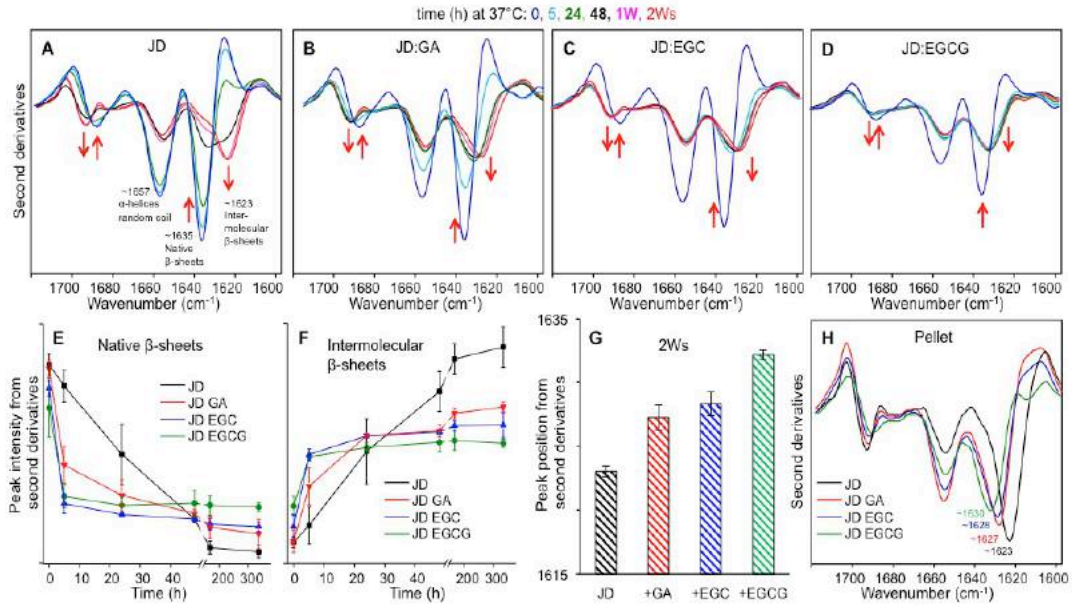 time (h) at 37°C: 0, 5, 24, 48, 1W, 2Ws
A JD
B JD:GA
C JD:EGC
D JD:EGCG
Second derivatives
~1657
α-helices
random coil
~1635
Native
β-sheets
~1623
Inter-
molecular
β-sheets
1700 1680 1660 1640 1620 1600
1700 1680 1660 1640 1620 1600
1700 1680 1660 1640 1620 1600
1700 1680 1660 1640 1620 1600
Wavenumber (cm⁻¹)
Wavenumber (cm⁻¹)
Wavenumber (cm⁻¹)
Wavenumber (cm⁻¹)
E Native β-sheets
JD
JD GA
JD EGC
JD EGCG
Peak intensity from
second derivatives
0 10 20 30 40 50 200 300
Time (h)
F Intermolecular
β-sheets
JD
JD GA
JD EGC
JD EGCG
0 10 20 30 40 200 300
Time (h)
G 2Ws
Peak position from
second derivatives
1635
1615
JD +GA +EGC +EGCG
H Pellet
Second derivatives
JD
JD GA
JD EGC
JD EGCG
~1630
~1628
~1627
~1623
1700 1680 1660 1640 1620 1600
Wavenumber (cm⁻¹)